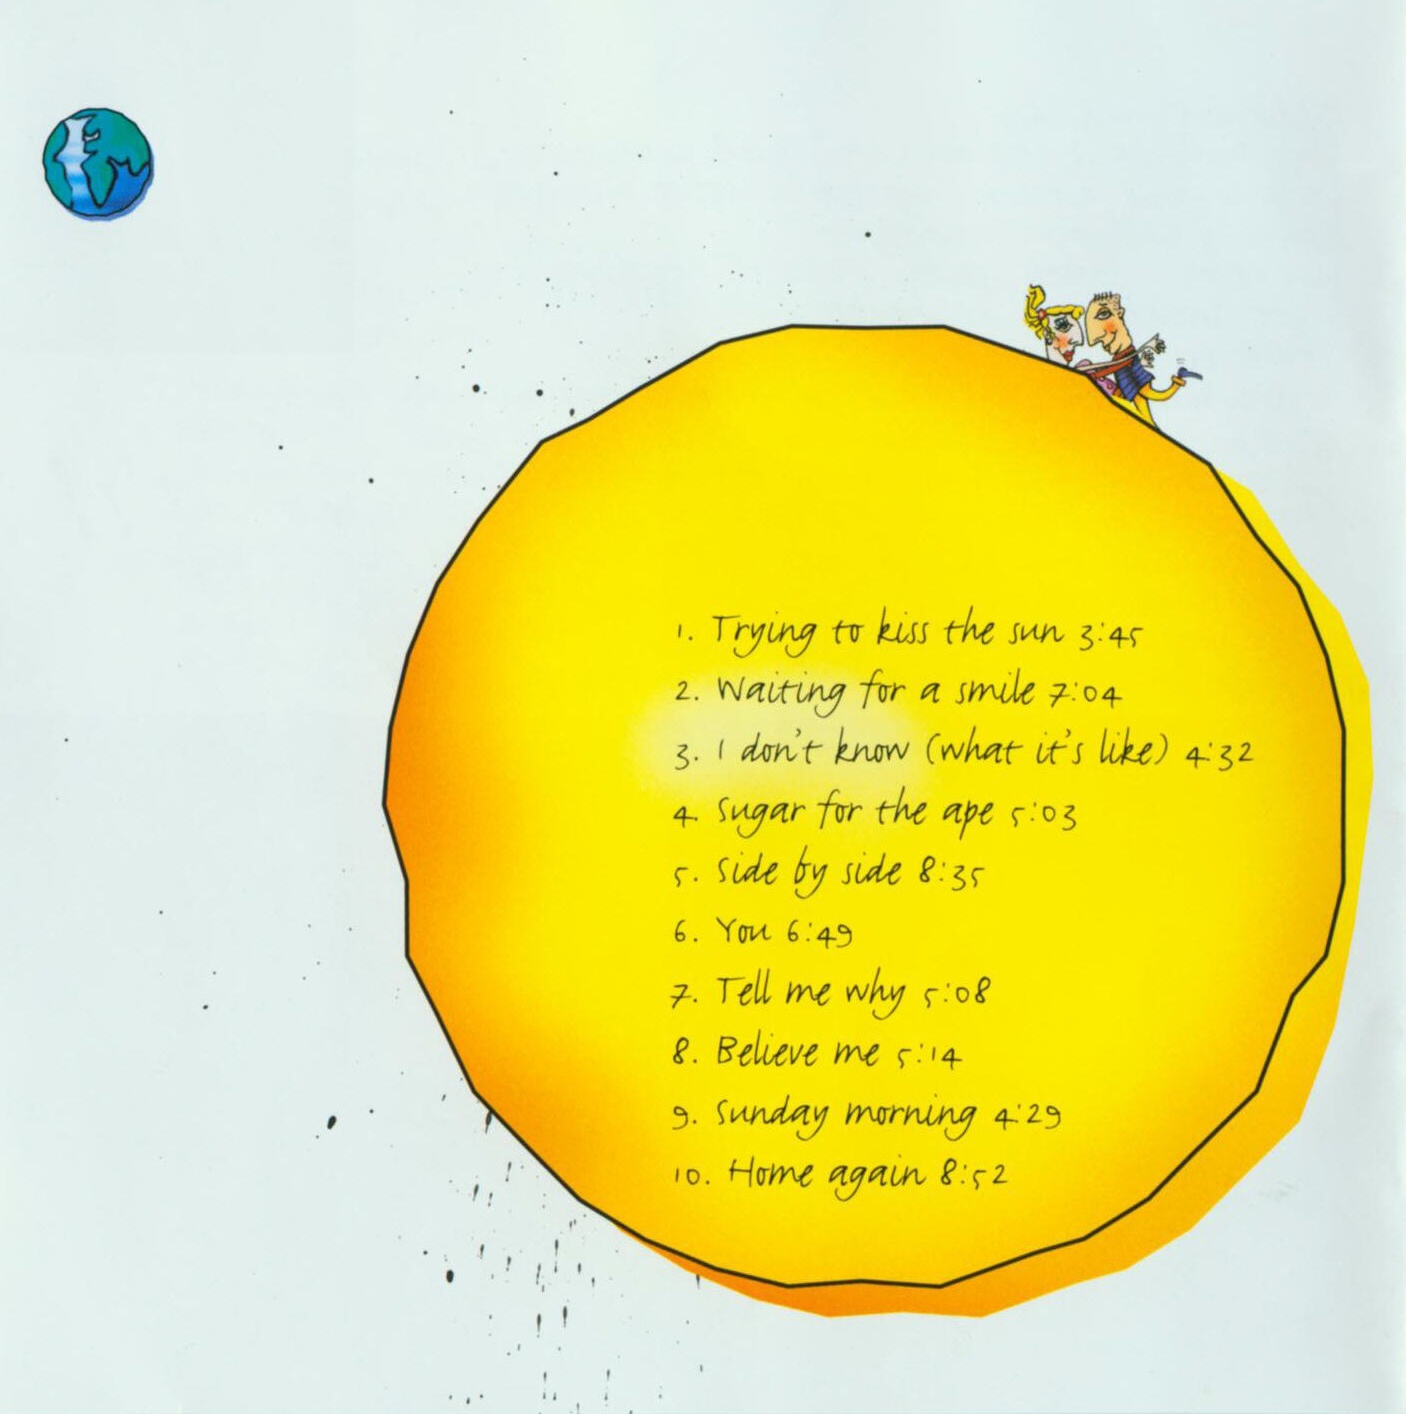 1. Trying to kiss the sun 3:45
2. Waiting for a smile 7:04
3. I don't know (what it's like) 4:32
4. Sugar for the ape 5:03
5. Side by side 8:35
6. You 6:49
7. Tell me why 5:08
8. Believe me 5:14
9. Sunday morning 4:29
10. Home again 8:52